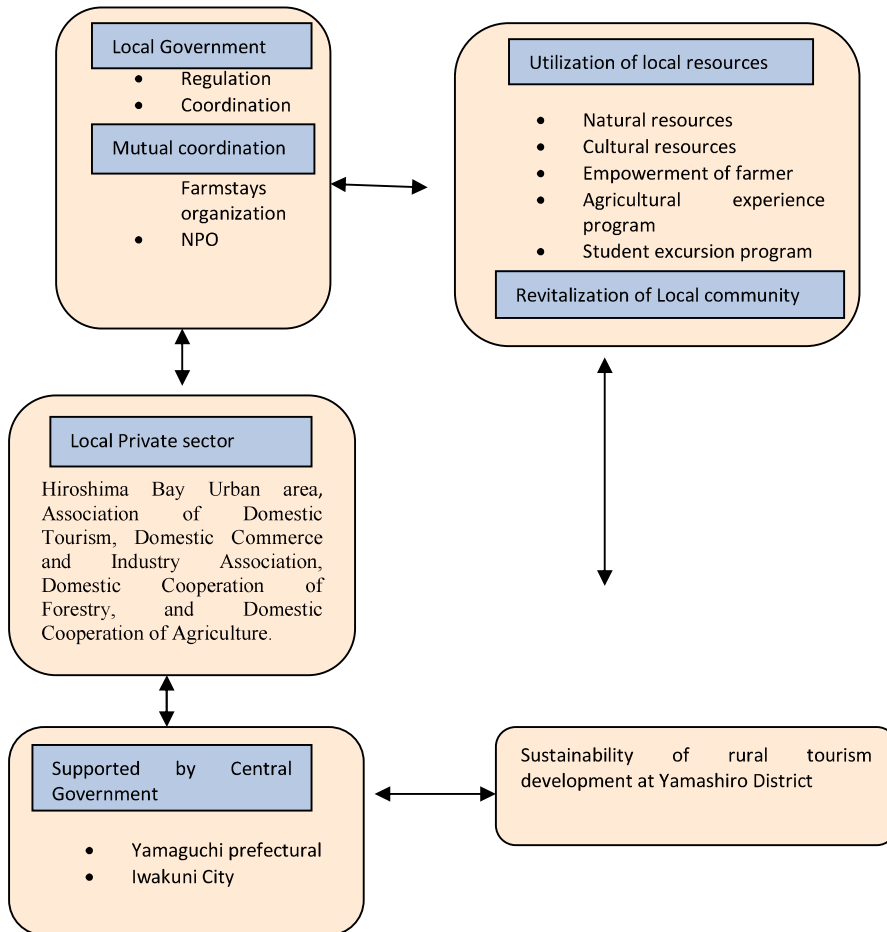 Local Government
• Regulation
• Coordination
Mutual coordination
Farmstays
organization
• NPO
Utilization of local resources
• Natural resources
• Cultural resources
• Empowerment of farmer
• Agricultural experience
program
• Student excursion program
Revitalization of Local community
Local Private sector
Hiroshima Bay Urban area,
Association of Domestic
Tourism, Domestic Commerce
and Industry Association,
Domestic Cooperation of
Forestry, and Domestic
Cooperation of Agriculture.
Supported by Central
Government
• Yamaguchi prefectural
• Iwakuni City
Sustainability of rural tourism
development at Yamashiro District